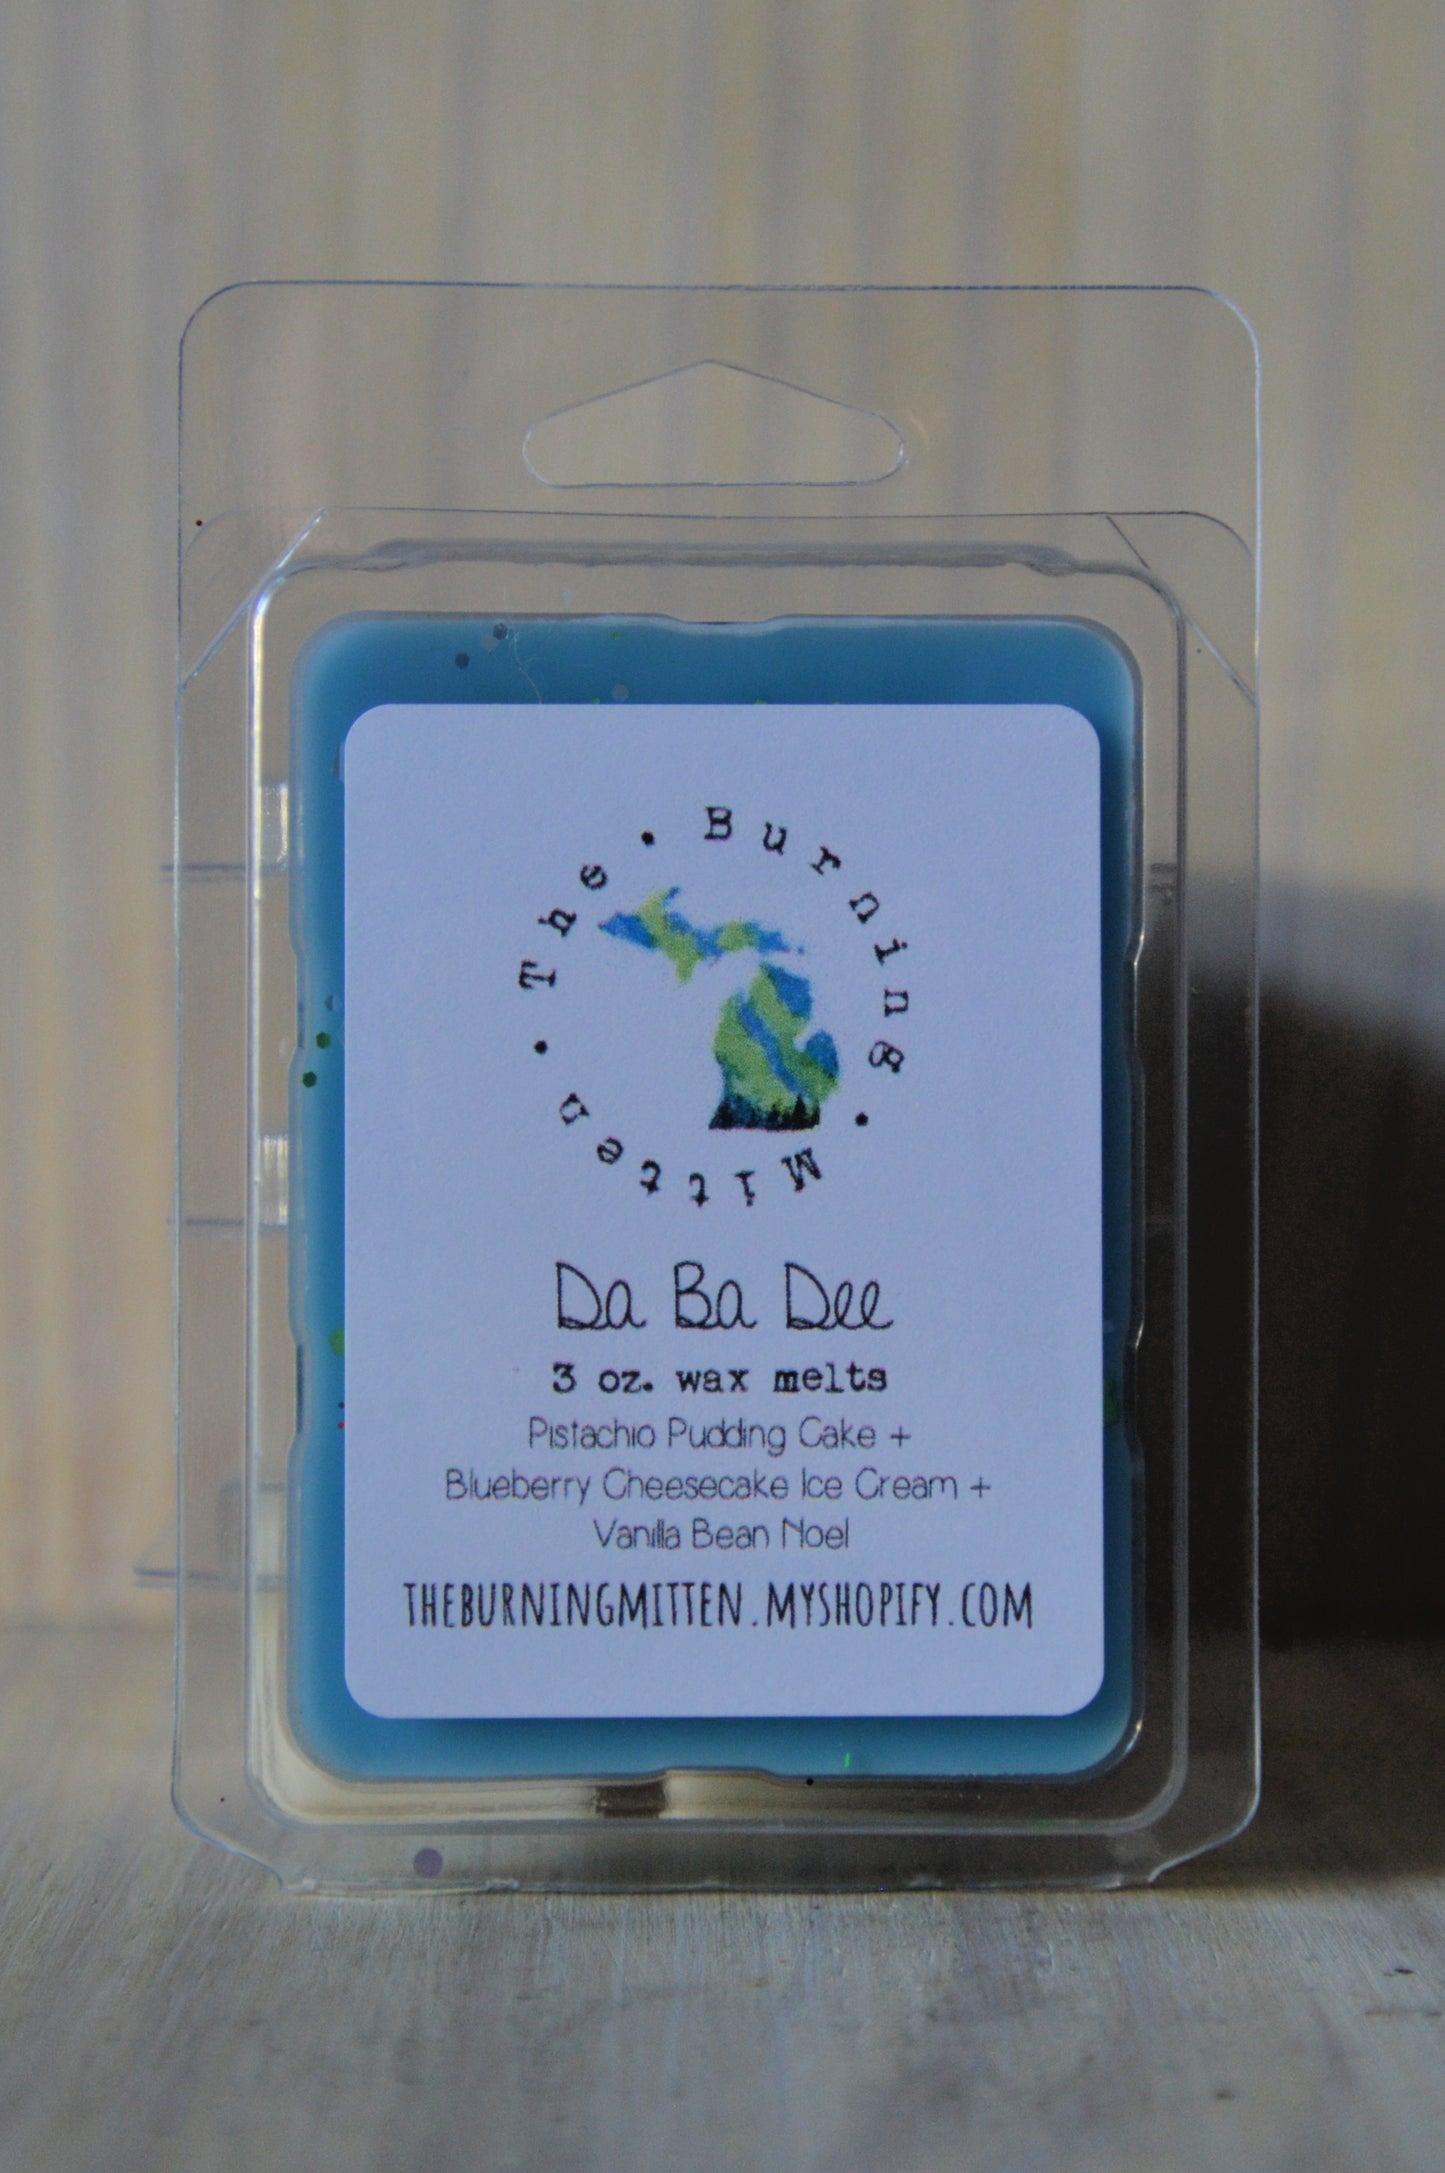 The • Burning • Mitten •
Da Ba Dee
3 oz. wax melts
Pistachio Pudding Cake +
Blueberry Cheesecake Ice Cream +
Vanilla Bean Noel
THEBURNINGMITTEN.MYSHOPIFY.COM